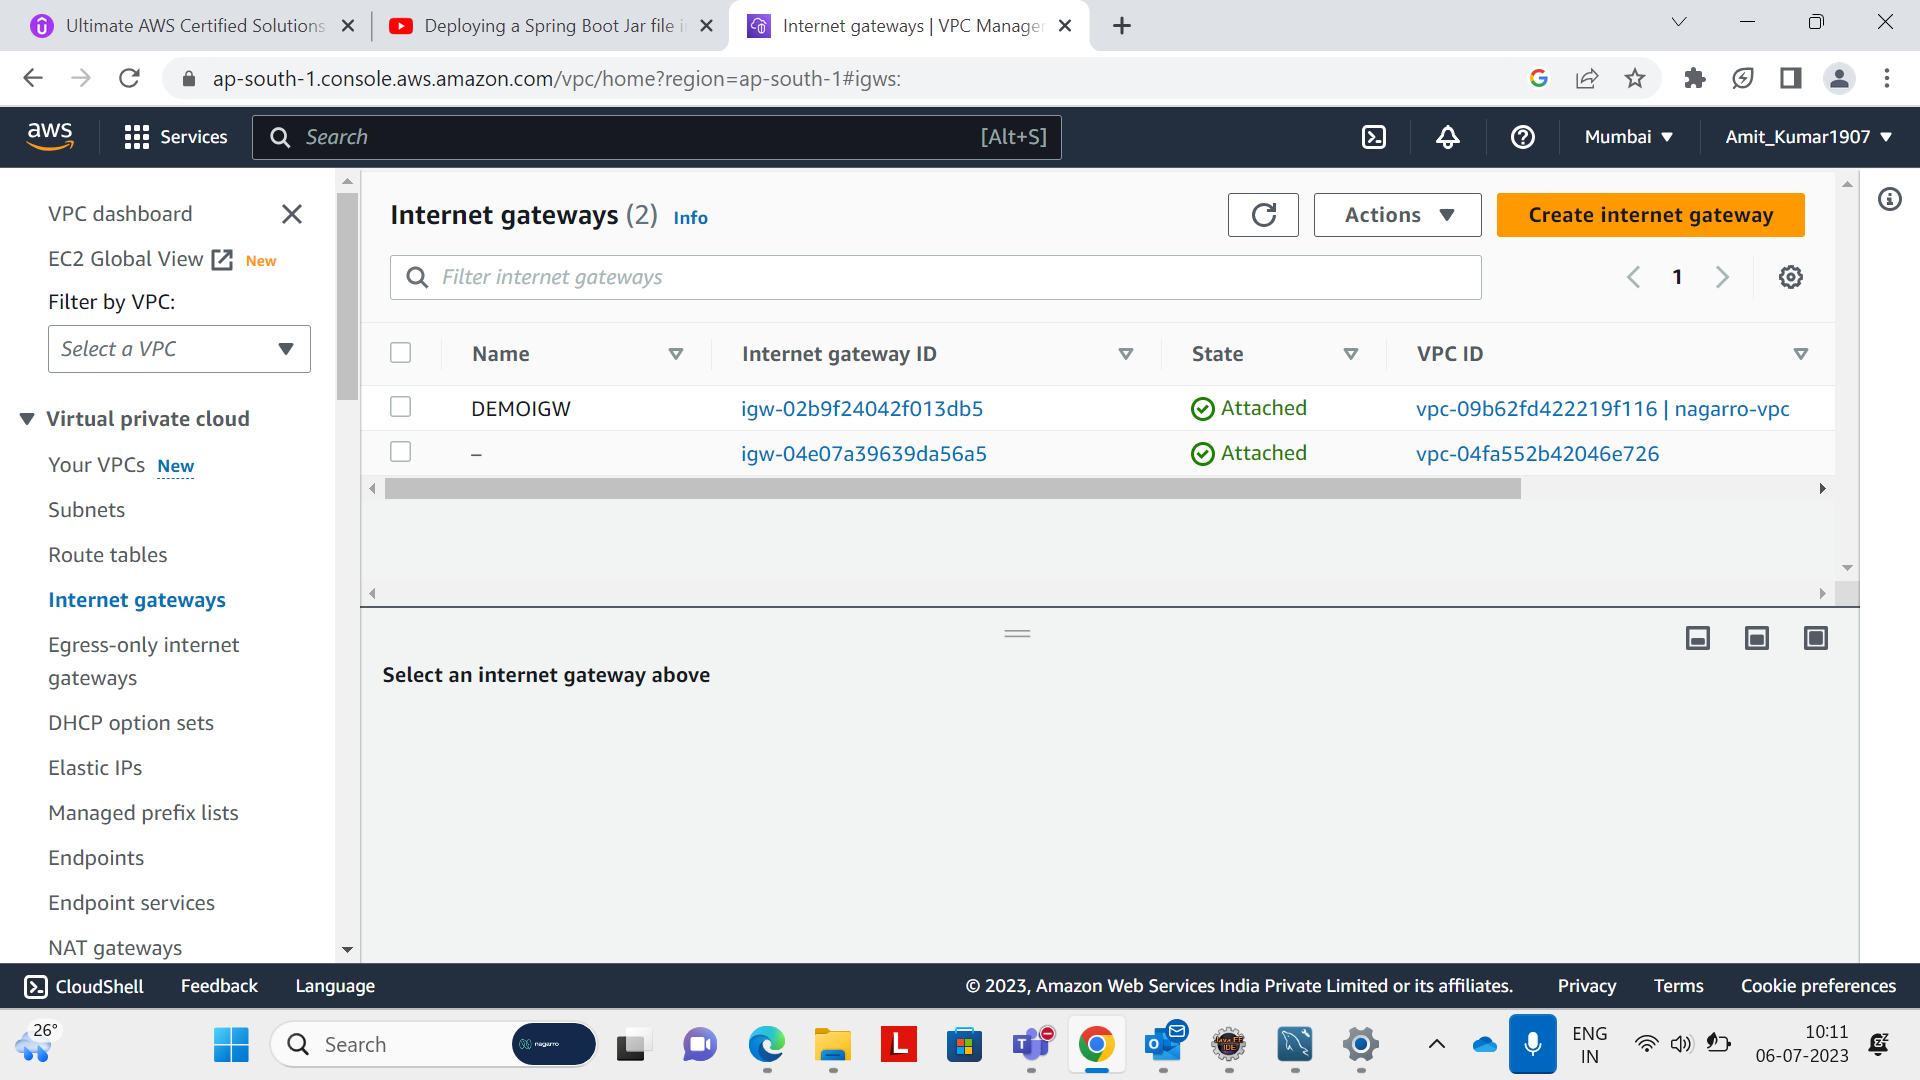 Ultimate AWS Certified Solutions
Deploying a Spring Boot Jar file i
Internet gateways | VPC Manager
ap-south-1.console.aws.amazon.com/vpc/home?region=ap-south-1#igws:
aws
Services
Search
[Alt+S]
Mumbai
Amit_Kumar1907
VPC dashboard
EC2 Global View New
Filter by VPC:
Select a VPC
Virtual private cloud
Your VPCs New
Subnets
Route tables
Internet gateways
Egress-only internet
gateways
DHCP option sets
Elastic IPs
Managed prefix lists
Endpoints
Endpoint services
NAT gateways
Internet gateways (2) Info
Actions
Create internet gateway
Filter internet gateways
1
Name Internet gateway ID State VPC ID
DEMOIGW igw-02b9f24042f013db5 Attached vpc-09b62fd422219f116 | nagarro-vpc
– igw-04e07a39639da56a5 Attached vpc-04fa552b42046e726
Select an internet gateway above
CloudShell Feedback Language
© 2023, Amazon Web Services India Private Limited or its affiliates. Privacy Terms Cookie preferences
26°
Search
nagarro
L
Java EE
IDE
ENG
IN
10:11
06-07-2023